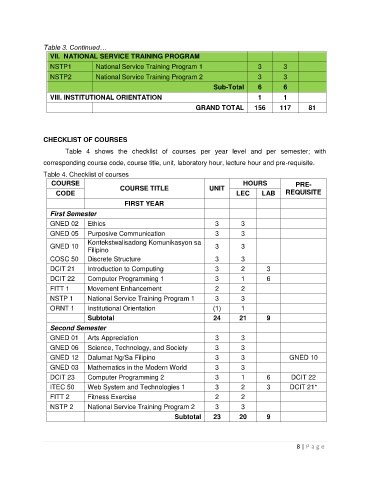 Table 3. Continued…
VII. NATIONAL SERVICE TRAINING PROGRAM
NSTP1 National Service Training Program 1 3 3
NSTP2 National Service Training Program 2 3 3
Sub-Total 6 6
VIII. INSTITUTIONAL ORIENTATION 1 1
GRAND TOTAL 156 117 81
CHECKLIST OF COURSES
Table 4 shows the checklist of courses per year level and per semester; with
corresponding course code, course title, unit, laboratory hour, lecture hour and pre-requisite.
Table 4. Checklist of courses
COURSE CODE COURSE TITLE UNIT HOURS LEC LAB PRE-REQUISITE
FIRST YEAR
First Semester
GNED 02 Ethics 3 3
GNED 05 Purposive Communication 3 3
GNED 10 Kontekstwalisadong Komunikasyon sa Filipino 3 3
COSC 50 Discrete Structure 3 3
DCIT 21 Introduction to Computing 3 2 3
DCIT 22 Computer Programming 1 3 1 6
FITT 1 Movement Enhancement 2 2
NSTP 1 National Service Training Program 1 3 3
ORNT 1 Institutional Orientation (1) 1
Subtotal 24 21 9
Second Semester
GNED 01 Arts Appreciation 3 3
GNED 06 Science, Technology, and Society 3 3
GNED 12 Dalumat Ng/Sa Filipino 3 3 GNED 10
GNED 03 Mathematics in the Modern World 3 3
DCIT 23 Computer Programming 2 3 1 6 DCIT 22
ITEC 50 Web System and Technologies 1 3 2 3 DCIT 21*
FITT 2 Fitness Exercise 2 2
NSTP 2 National Service Training Program 2 3 3
Subtotal 23 20 9
8 | Page